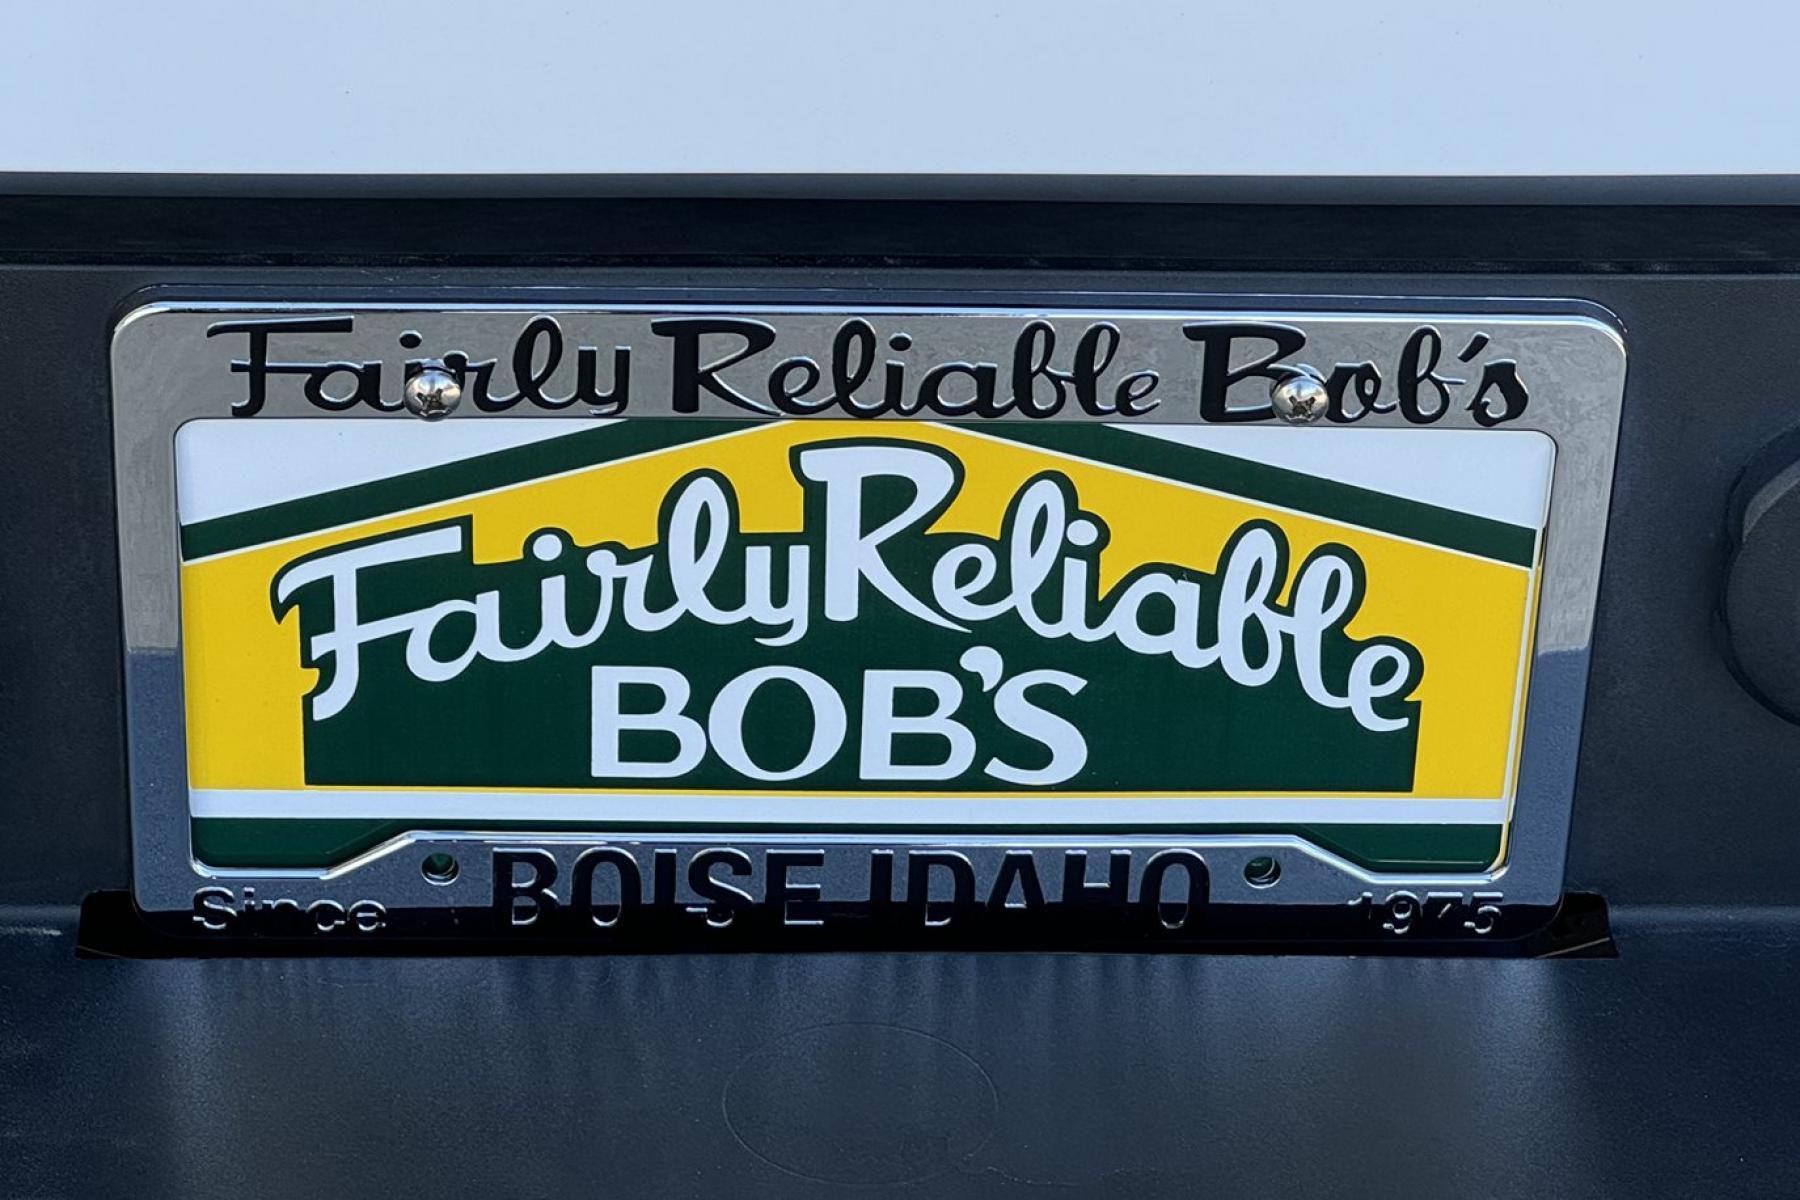 Fairly Reliable Bob's
Fairly Reliable
BOB'S
Since BOISE IDAHO 1975